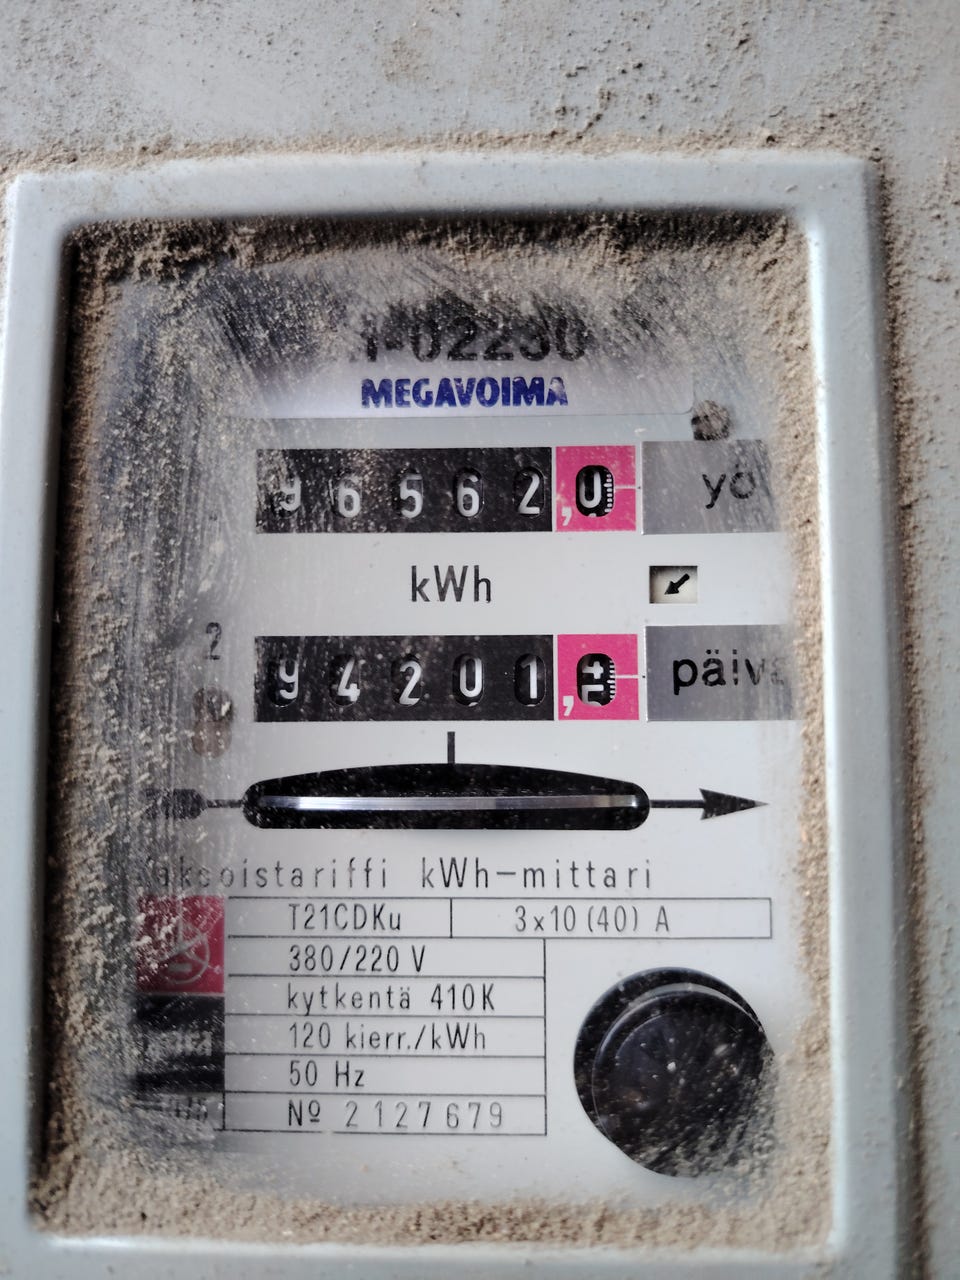 1-02230
MEGAVOIMA
96562,0 yö
kWh
2
94201, päivä
Kaksoistariffi kWh-mittari
T21CDKu 3x10(40) A
380/220 V
kytkentä 410K
120 kierr./kWh
50 Hz
Nº 2127679